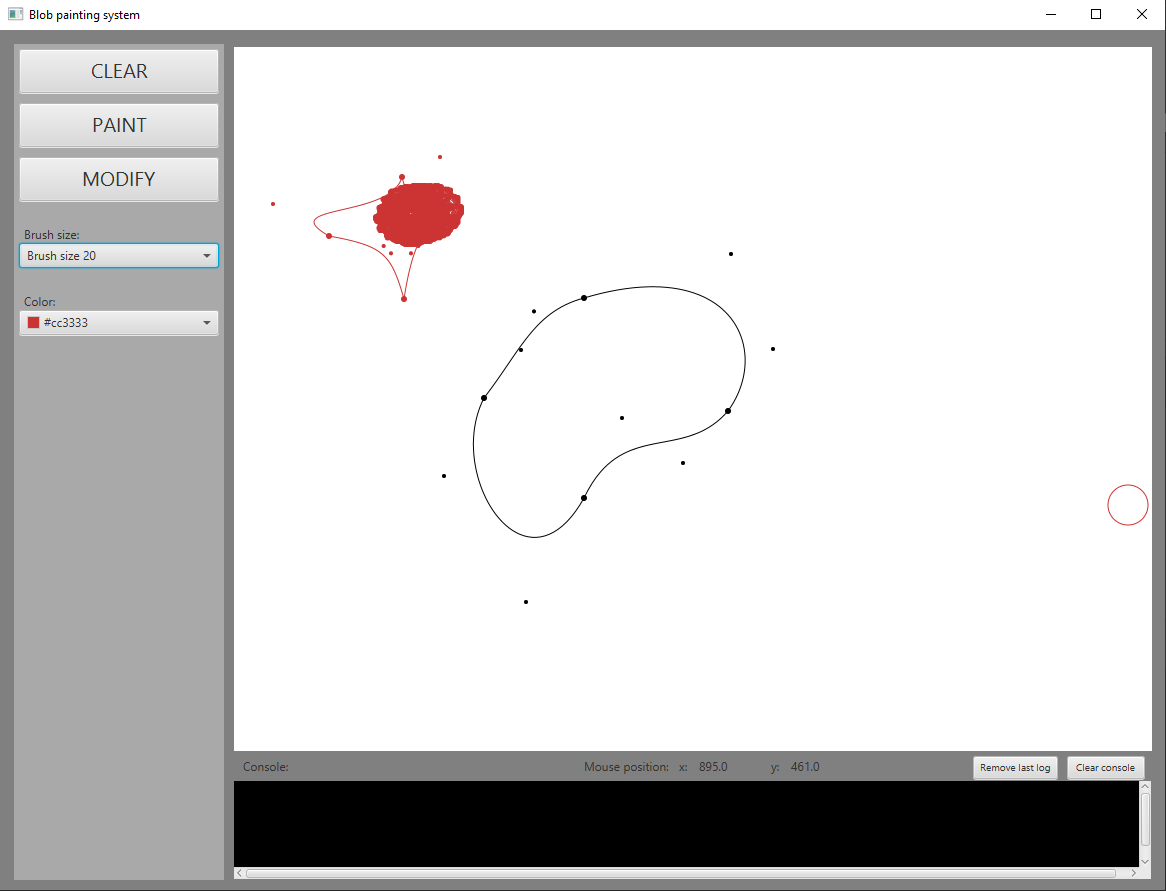 Blob painting system
CLEAR
PAINT
MODIFY
Brush size:
Brush size 20
Color:
#cc3333
Console:
Mouse position: x: 895.0 y: 461.0
Remove last log
Clear console